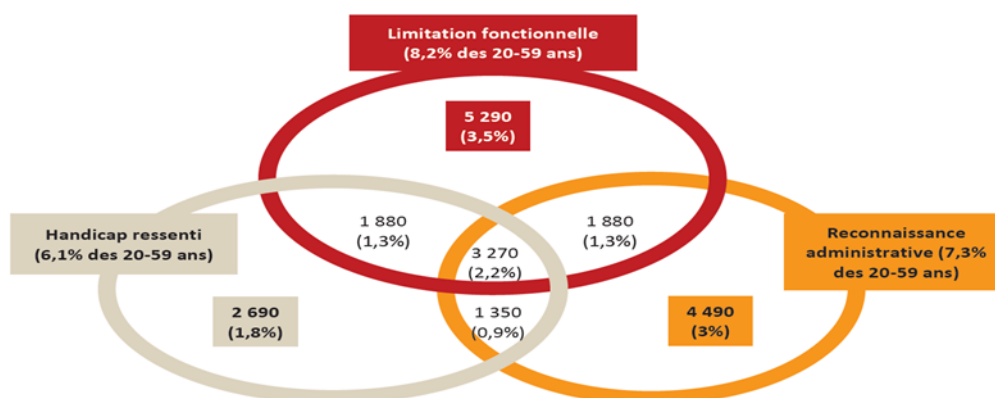 Limitation fonctionnelle
(8,2% des 20-59 ans)
5 290
(3,5%)
1 880
(1,3%)
1 880
(1,3%)
Handicap ressenti
(6,1% des 20-59 ans)
3 270
(2,2%)
Reconnaissance
administrative (7,3%
des 20-59 ans)
2 690
(1,8%)
1 350
(0,9%)
4 490
(3%)